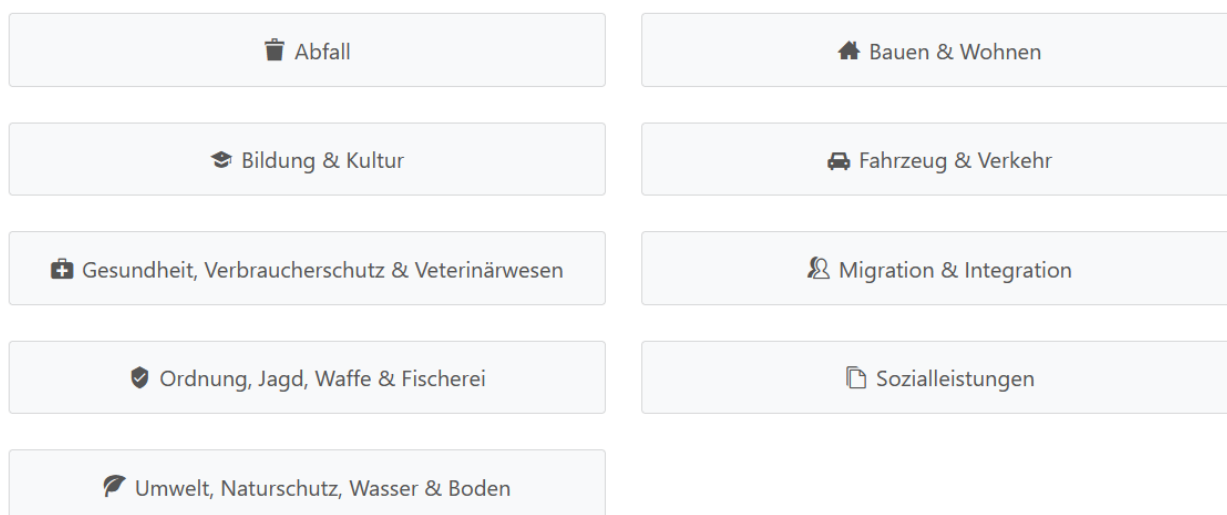 Abfall
Bauen & Wohnen
Bildung & Kultur
Fahrzeug & Verkehr
Gesundheit, Verbraucherschutz & Veterinärwesen
Migration & Integration
Ordnung, Jagd, Waffe & Fischerei
Sozialleistungen
Umwelt, Naturschutz, Wasser & Boden